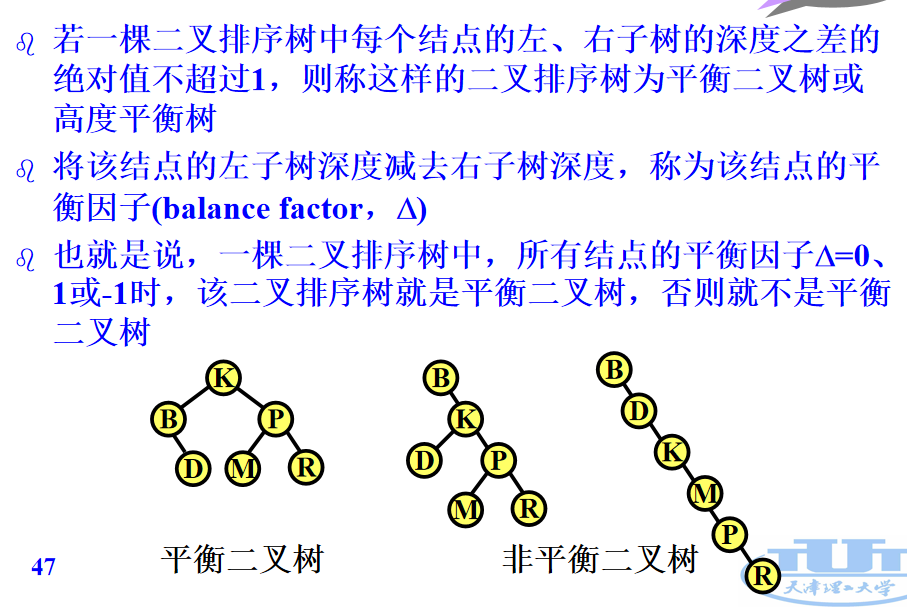 若一棵二叉排序树中每个结点的左、右子树的深度之差的
绝对值不超过1，则称这样的二叉排序树为平衡二叉树或
高度平衡树
将该结点的左子树深度减去右子树深度，称为该结点的平
衡因子(balance factor，Δ)
也就是说，一棵二叉排序树中，所有结点的平衡因子Δ=0、
1或-1时，该二叉排序树就是平衡二叉树，否则就不是平衡
二叉树
K
B P
D M R
B
K
D P
M R
B
D
K
M
P
R
平衡二叉树
非平衡二叉树
47
TUT
天津理工大学